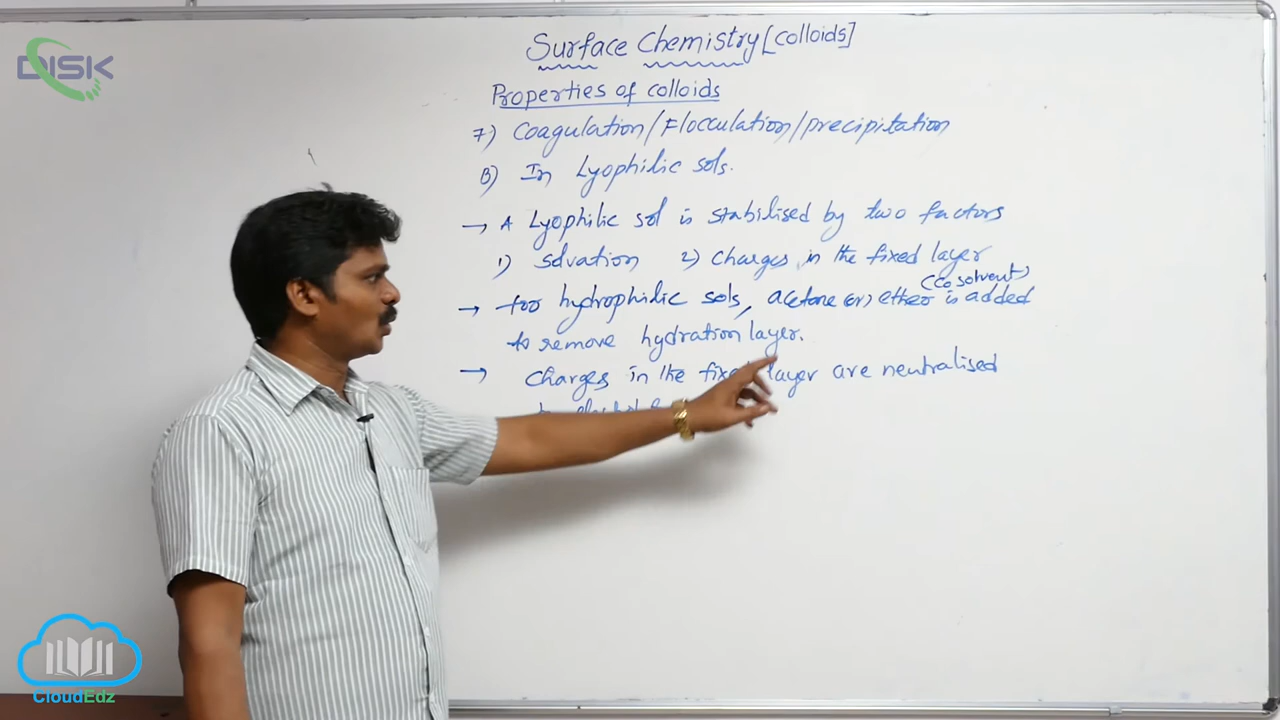 DISK
Surface Chemistry [colloids]
Properties of colloids
7) Coagulation/Flocculation/precipitation
B) In Lyophilic sols.
→ A Lyophilic sol is stabilised by two factors
1) Solvation 2) Charges in the fixed layer
(Co solvent)
→ For hydrophilic sols, acetone (or) ether is added
to remove hydration layer.
→ Charges in the fixed layer are neutralised
CloudEdz